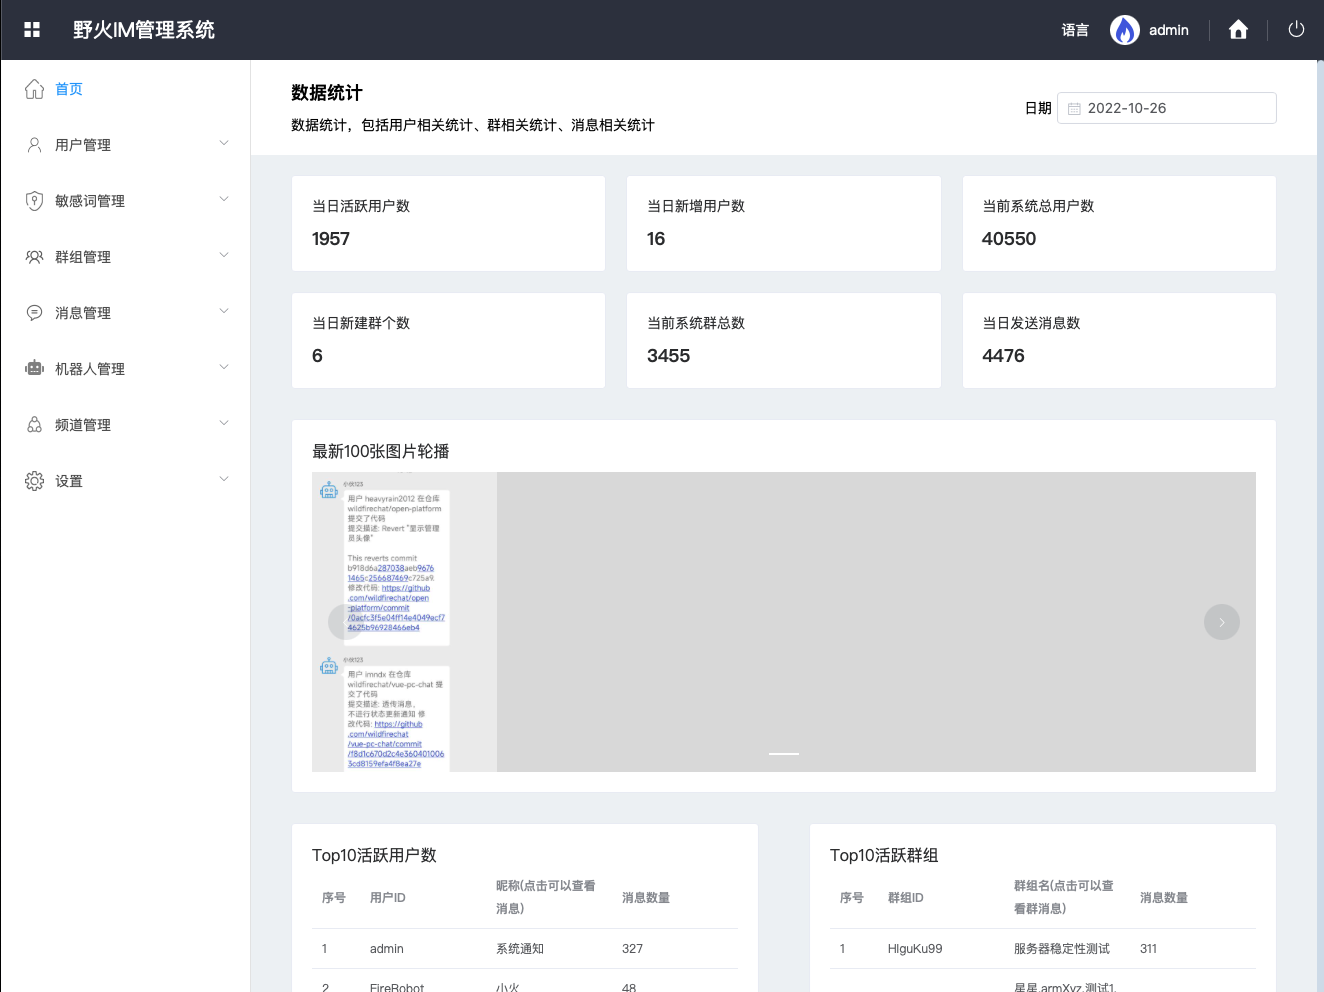 野火IM管理系统
语言
admin
首页
用户管理
敏感词管理
群组管理
消息管理
机器人管理
频道管理
设置
数据统计
数据统计，包括用户相关统计、群相关统计、消息相关统计
日期
2022-10-26
当日活跃用户数
1957
当日新增用户数
16
当前系统总用户数
40550
当日新建群个数
6
当前系统群总数
3455
当日发送消息数
4476
最新100张图片轮播
小火123
用户 heavyrain2012 在仓库
wildfirechat/open-platform
提交了代码
提交描述: Revert "显示管理
员头像"
This reverts commit
b918d6a287038aeb9676
1465c256687469c725a9.
修改代码: https://github
.com/wildfirechat/open
-platform/commit
/0acfc3f5e04ff14e4049ecf7
4625b96928466eb4
小火123
用户 imndx 在仓库
wildfirechat/vue-pc-chat 提
交了代码
提交描述: 透传消息,
不进行状态更新通知 修
改代码: https://github
.com/wildfirechat
/vue-pc-chat/commit
/f8d1c670d2c4e360401006
3cd8159efa4f8ea27e
Top10活跃用户数
序号 用户ID 昵称(点击可以查看
消息) 消息数量
1 admin 系统通知 327
2 FireRobot 小火 48
Top10活跃群组
序号 群组ID 群组名(点击可以查
看群消息) 消息数量
1 HIguKu99 服务器稳定性测试 311
星星,armXyz,测试1,